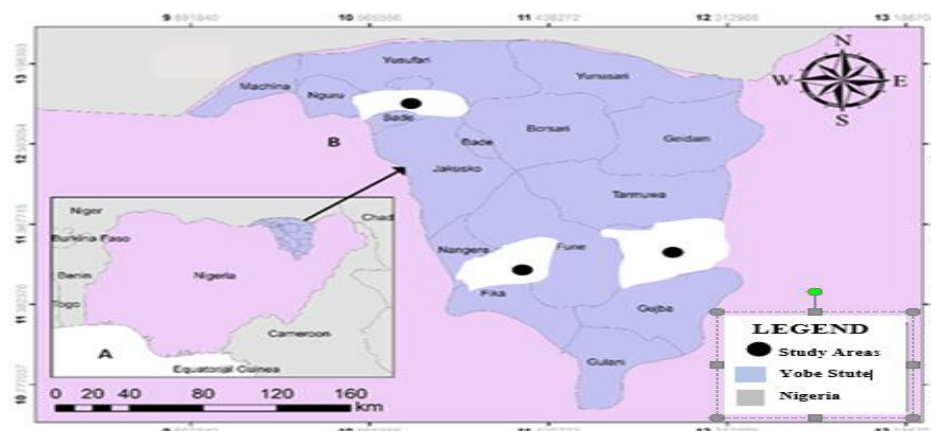 9 10 11 12 13
N
W E
S
Yusufari
Yunusari
Machina
Nguru
Bade
Borsari
Geidam
B
Bade
Jakusko
Tarmuwa
Nangere
Fune
Fika
Gujba
Gulani
Niger
Chad
Burkina Faso
Benin
Nigeria
Togo
Cameroon
A
Equatorial Guinea
0 20 40 80 120 160
km
LEGEND
Study Areas
Yobe State
Nigeria